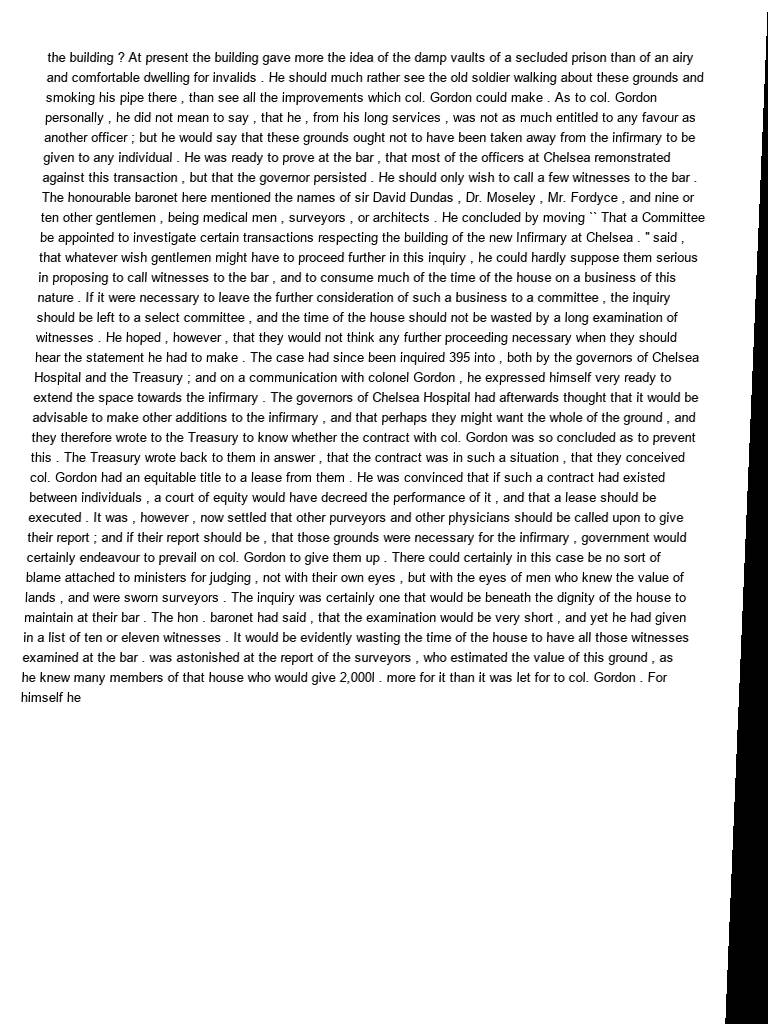 the building ? At present the building gave more the idea of the damp vaults of a secluded prison than of an airy
and comfortable dwelling for invalids . He should much rather see the old soldier walking about these grounds and
smoking his pipe there , than see all the improvements which col. Gordon could make . As to col. Gordon
personally , he did not mean to say , that he , from his long services , was not as much entitled to any favour as
another officer ; but he would say that these grounds ought not to have been taken away from the infirmary to be
given to any individual . He was ready to prove at the bar , that most of the officers at Chelsea remonstrated
against this transaction , but that the governor persisted . He should only wish to call a few witnesses to the bar .
The honourable baronet here mentioned the names of sir David Dundas , Dr. Moseley , Mr. Fordyce , and nine or
ten other gentlemen , being medical men , surveyors , or architects . He concluded by moving `` That a Committee
be appointed to investigate certain transactions respecting the building of the new Infirmary at Chelsea . " said ,
that whatever wish gentlemen might have to proceed further in this inquiry , he could hardly suppose them serious
in proposing to call witnesses to the bar , and to consume much of the time of the house on a business of this
nature . If it were necessary to leave the further consideration of such a business to a committee , the inquiry
should be left to a select committee , and the time of the house should not be wasted by a long examination of
witnesses . He hoped , however , that they would not think any further proceeding necessary when they should
hear the statement he had to make . The case had since been inquired 395 into , both by the governors of Chelsea
Hospital and the Treasury ; and on a communication with colonel Gordon , he expressed himself very ready to
extend the space towards the infirmary . The governors of Chelsea Hospital had afterwards thought that it would be
advisable to make other additions to the infirmary , and that perhaps they might want the whole of the ground , and
they therefore wrote to the Treasury to know whether the contract with col. Gordon was so concluded as to prevent
this . The Treasury wrote back to them in answer , that the contract was in such a situation , that they conceived
col. Gordon had an equitable title to a lease from them . He was convinced that if such a contract had existed
between individuals , a court of equity would have decreed the performance of it , and that a lease should be
executed . It was , however , now settled that other purveyors and other physicians should be called upon to give
their report ; and if their report should be , that those grounds were necessary for the infirmary , government would
certainly endeavour to prevail on col. Gordon to give them up . There could certainly in this case be no sort of
blame attached to ministers for judging , not with their own eyes , but with the eyes of men who knew the value of
lands , and were sworn surveyors . The inquiry was certainly one that would be beneath the dignity of the house to
maintain at their bar . The hon . baronet had said , that the examination would be very short , and yet he had given
in a list of ten or eleven witnesses . It would be evidently wasting the time of the house to have all those witnesses
examined at the bar . was astonished at the report of the surveyors , who estimated the value of this ground , as
he knew many members of that house who would give 2,000l . more for it than it was let for to col. Gordon . For
himself he